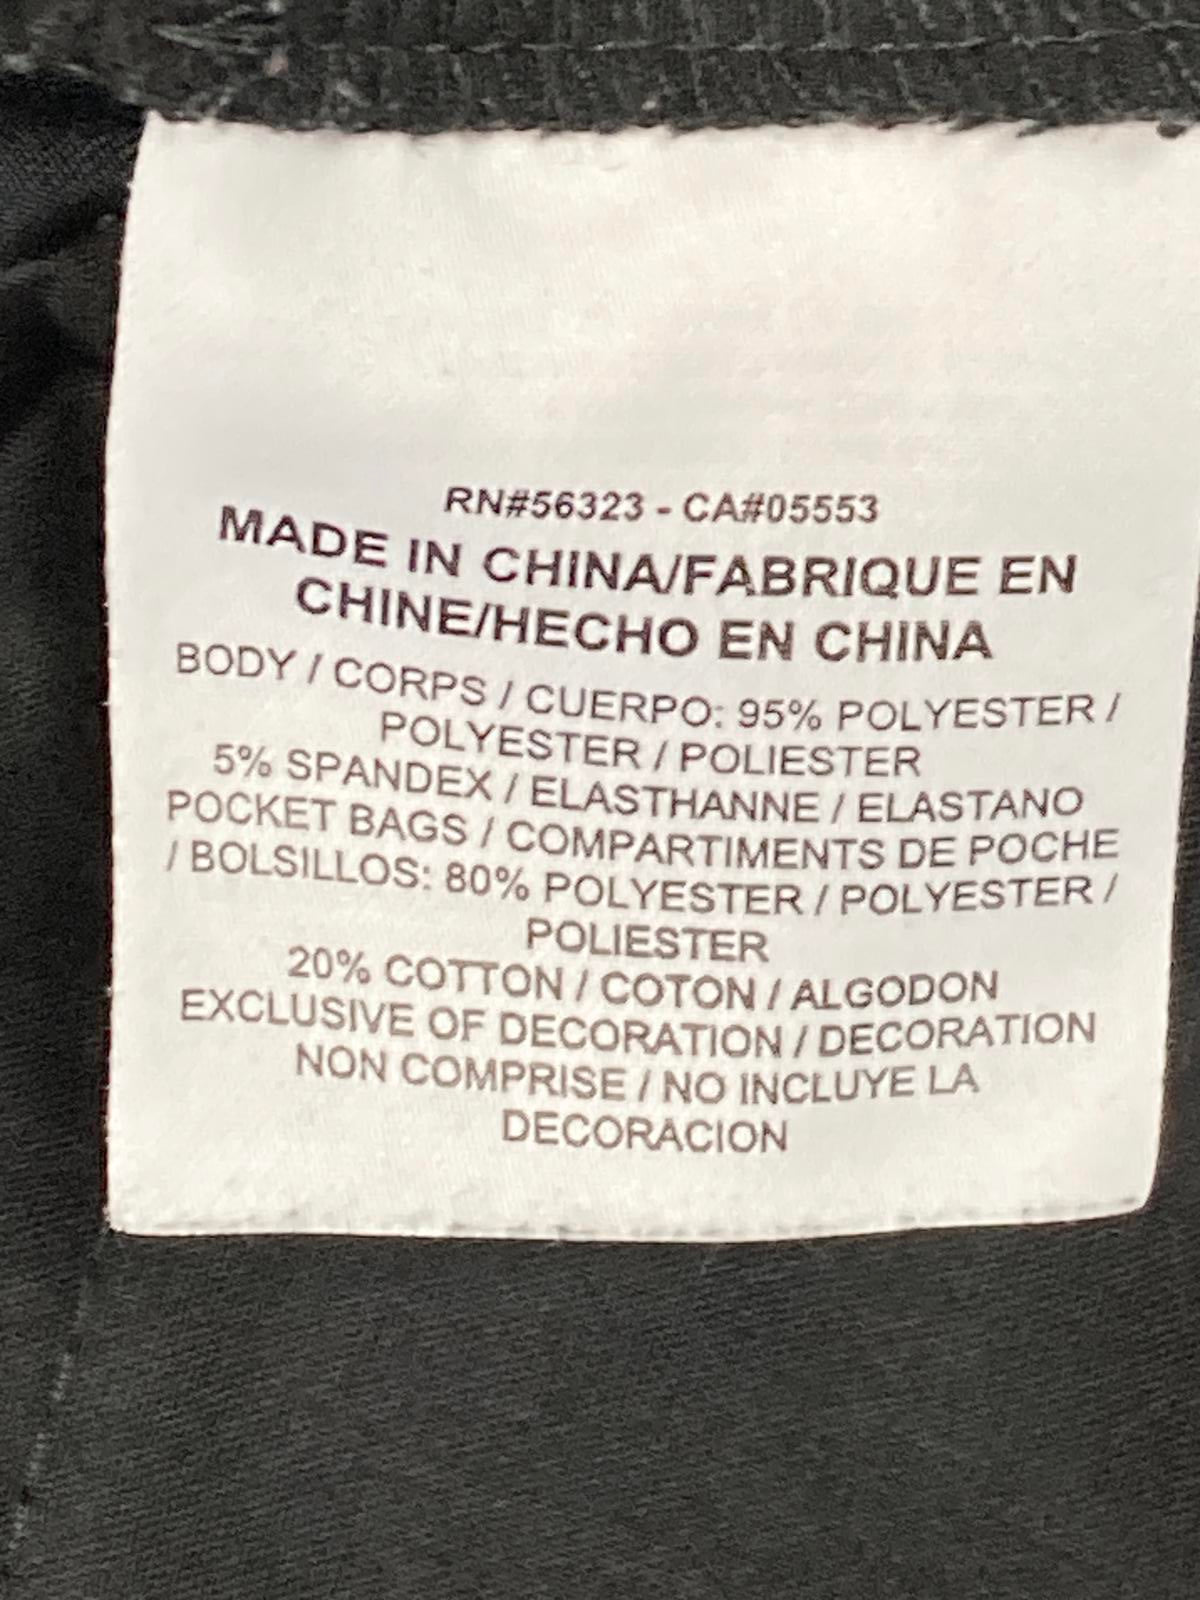 RN#56323 - CA#05553
MADE IN CHINA/FABRIQUE EN
CHINE/HECHO EN CHINA
BODY / CORPS / CUERPO: 95% POLYESTER /
POLYESTER / POLIESTER
5% SPANDEX / ELASTHANNE / ELASTANO
POCKET BAGS / COMPARTIMENTS DE POCHE
/ BOLSILLOS: 80% POLYESTER / POLYESTER /
POLIESTER
20% COTTON / COTON / ALGODON
EXCLUSIVE OF DECORATION / DECORATION
NON COMPRISE / NO INCLUYE LA
DECORACION